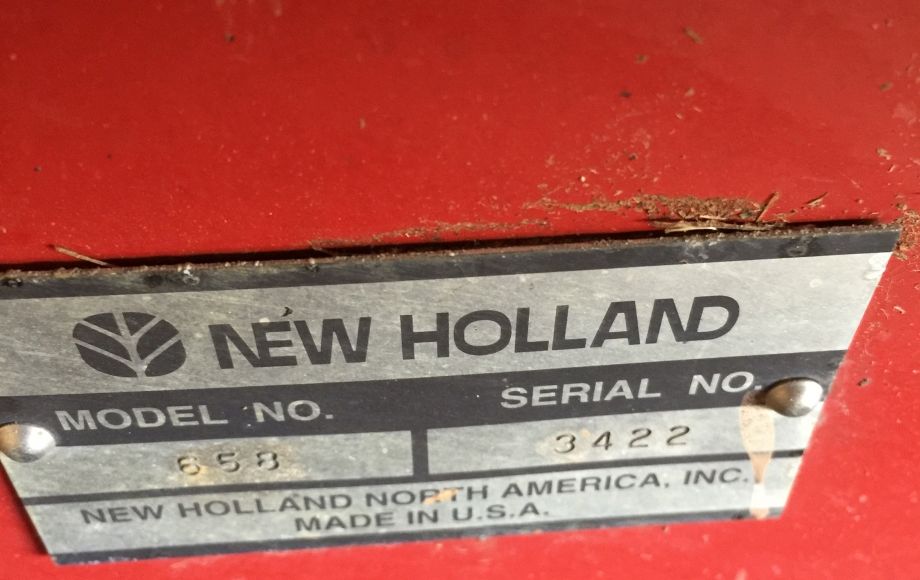 NEW HOLLAND
MODEL NO. SERIAL NO.
658 3422
NEW HOLLAND NORTH AMERICA, INC.
MADE IN U.S.A.